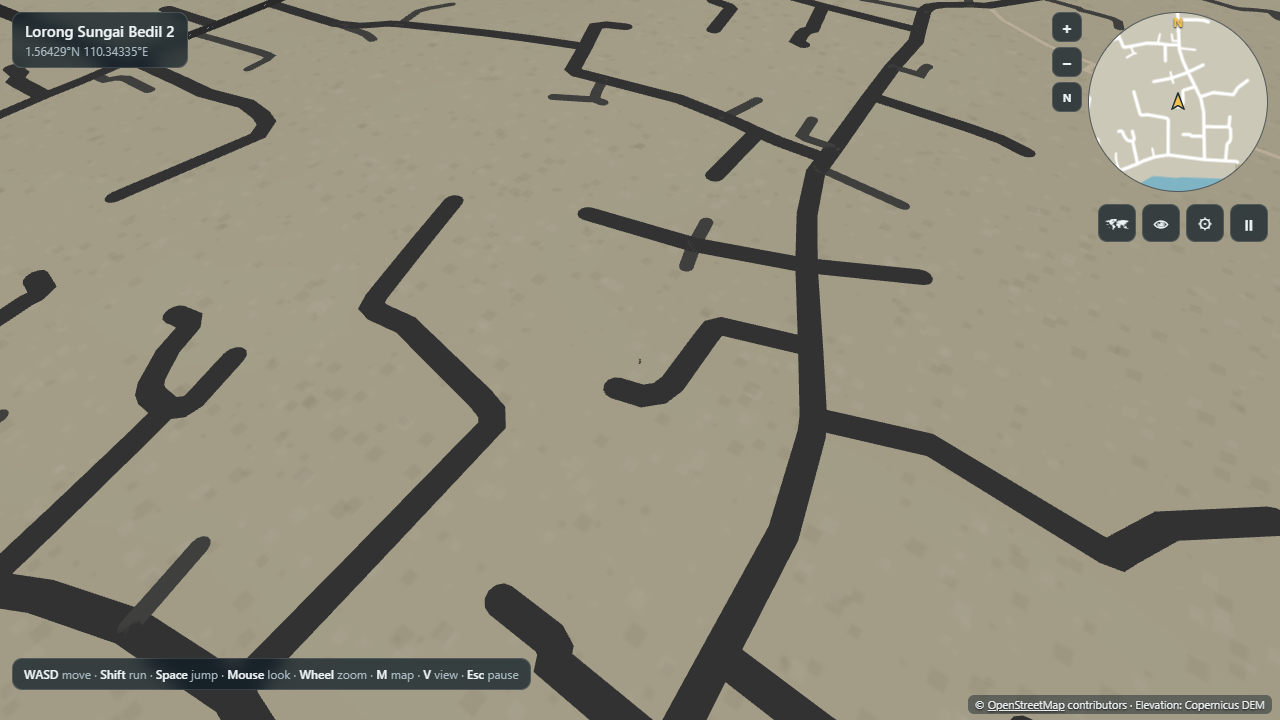 Lorong Sungai Bedil 2
1.56429°N 110.34335°E
+
−
N
N
WASD move · Shift run · Space jump · Mouse look · Wheel zoom · M map · V view · Esc pause
© OpenStreetMap contributors · Elevation: Copernicus DEM